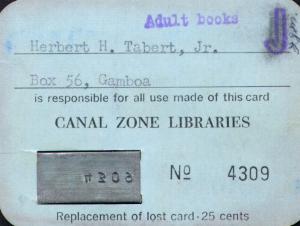 Adult books J
Herbert H. Tabert, Jr.
Box 56, Gamboa
is responsible for all use made of this card
CANAL ZONE LIBRARIES
Nº 4309
Replacement of lost card - 25 cents